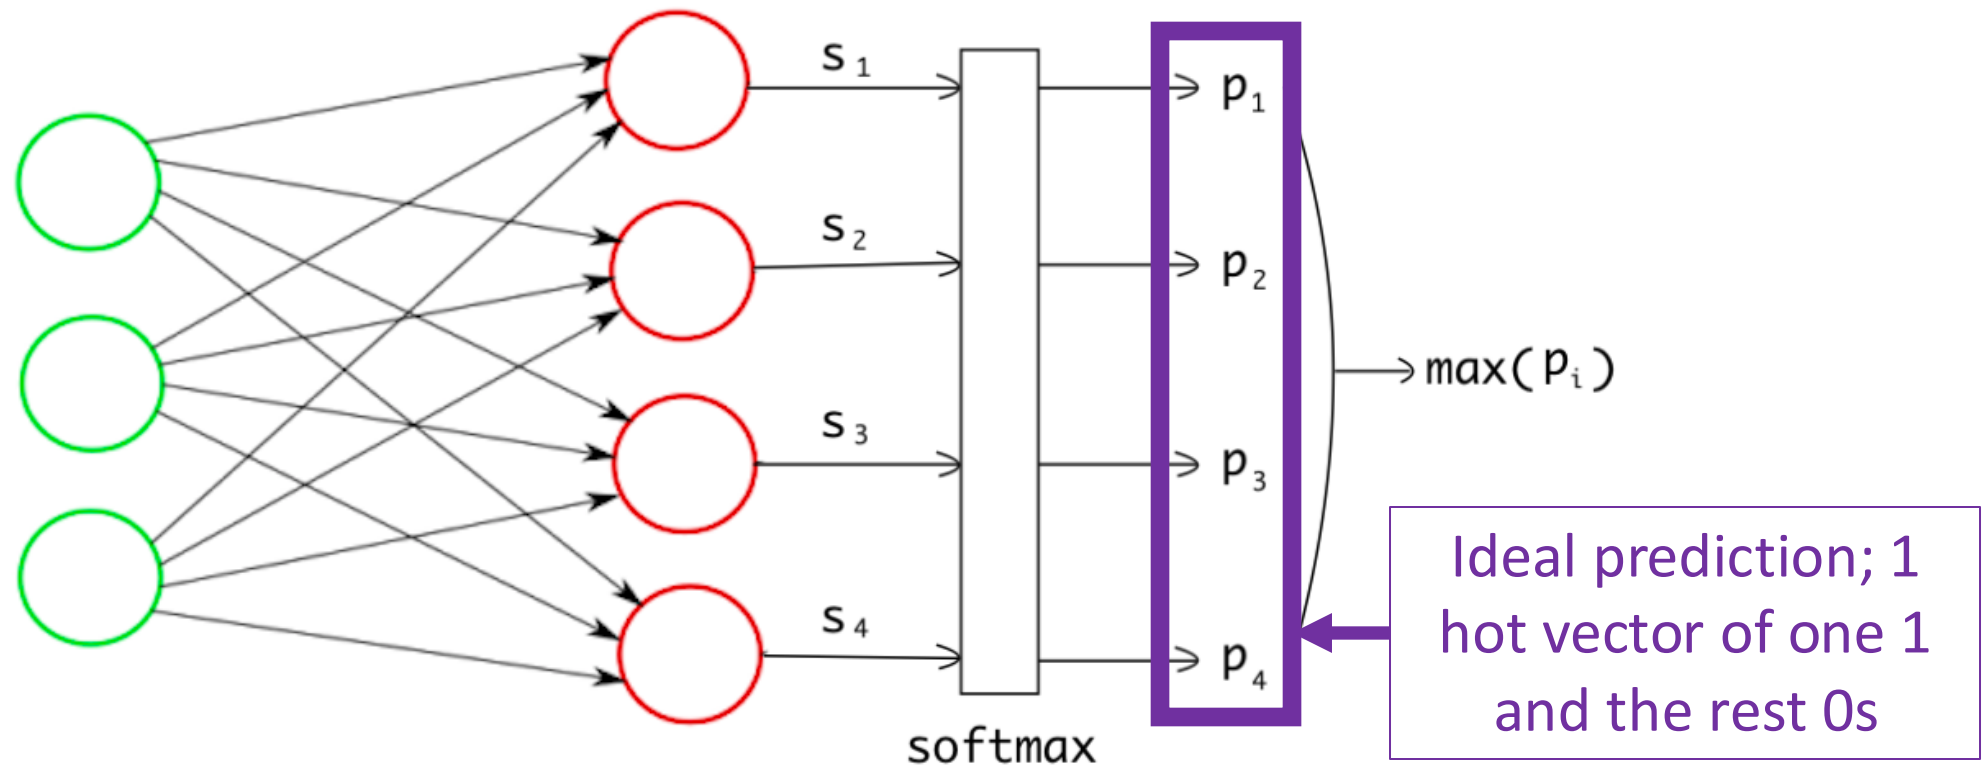 s1
p1
s2
p2
max(pi)
s3
p3
s4
p4
softmax
Ideal prediction; 1
hot vector of one 1
and the rest 0s